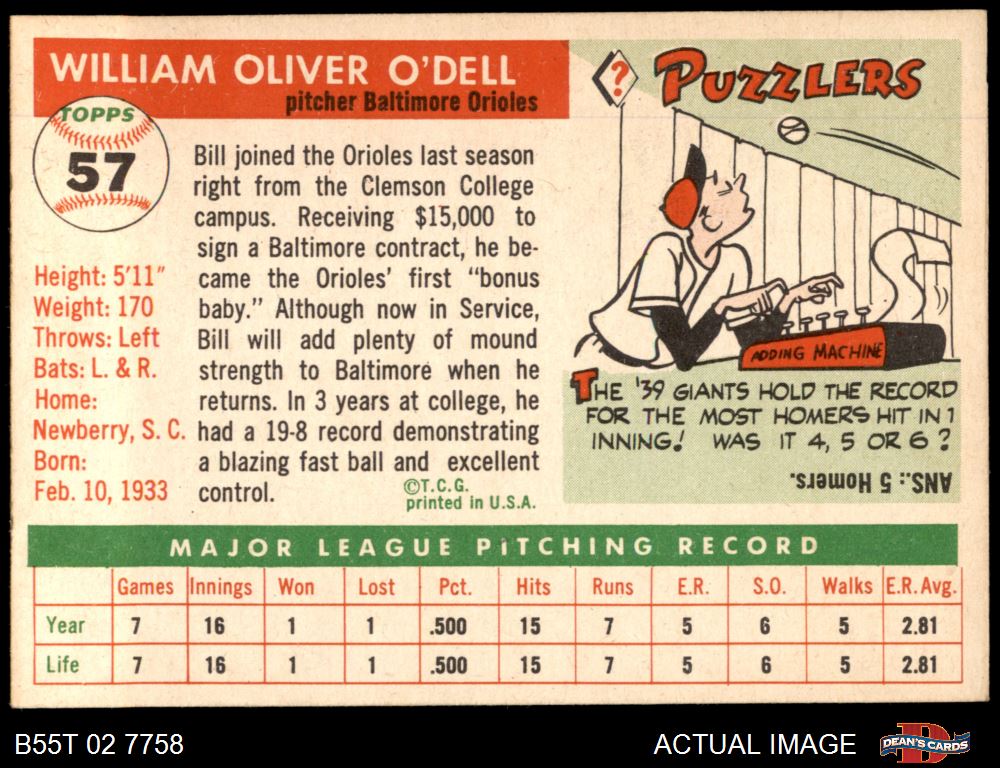 WILLIAM OLIVER O'DELL
pitcher Baltimore Orioles
TOPPS
57
Height: 5'11"
Weight: 170
Throws: Left
Bats: L. & R.
Home:
Newberry, S. C.
Born:
Feb. 10, 1933
Bill joined the Orioles last season
right from the Clemson College
campus. Receiving $15,000 to
sign a Baltimore contract, he be-
came the Orioles' first "bonus
baby." Although now in Service,
Bill will add plenty of mound
strength to Baltimore when he
returns. In 3 years at college, he
had a 19-8 record demonstrating
a blazing fast ball and excellent
control.
©T.C.G.
printed in U.S.A.
?
PUZZLERS
ADDING MACHINE
THE '39 GIANTS HOLD THE RECORD
FOR THE MOST HOMERS HIT IN 1
INNING! WAS IT 4, 5 OR 6?
ANS.: 5 Homers.
MAJOR LEAGUE PITCHING RECORD
Games Innings Won Lost Pct. Hits Runs E.R. S.O. Walks E.R. Avg.
Year 7 16 1 1 .500 15 7 5 6 5 2.81
Life 7 16 1 1 .500 15 7 5 6 5 2.81
B55T 02 7758
ACTUAL IMAGE
D
DEAN'S CARDS